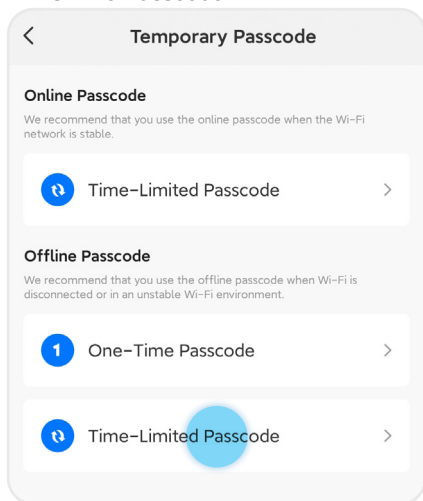 Temporary Passcode
Online Passcode
We recommend that you use the online passcode when the Wi-Fi
network is stable.
Time-Limited Passcode
Offline Passcode
We recommend that you use the offline passcode when Wi-Fi is
disconnected or in an unstable Wi-Fi environment.
1 One-Time Passcode
Time-Limited Passcode